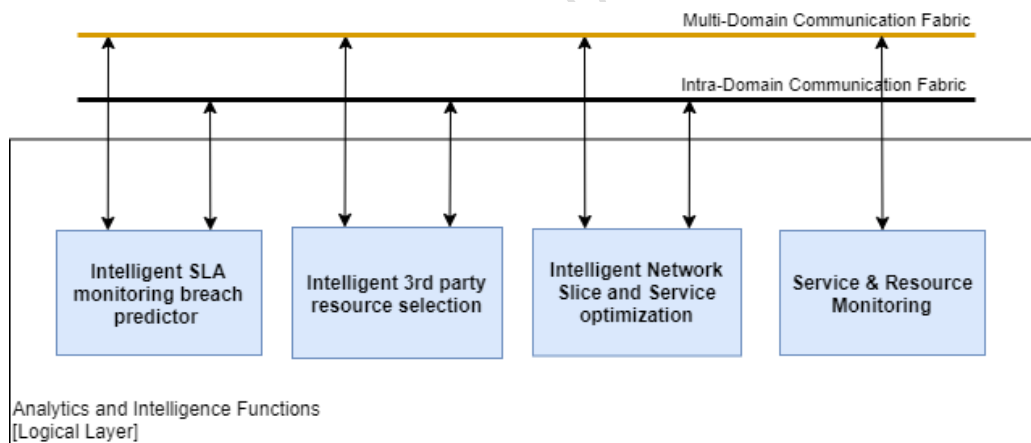 Multi-Domain Communication Fabric
Intra-Domain Communication Fabric
Intelligent SLA
monitoring breach
predictor
Intelligent 3rd party
resource selection
Intelligent Network
Slice and Service
optimization
Service & Resource
Monitoring
Analytics and Intelligence Functions
[Logical Layer]